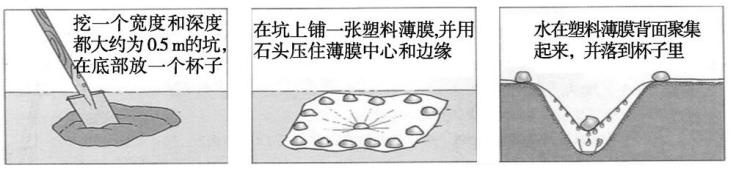 挖一个宽度和深度
都大约为0.5 m的坑,
在底部放一个杯子
在坑上铺一张塑料薄膜,并用
石头压住薄膜中心和边缘
水在塑料薄膜背面聚集
起来，并落到杯子里